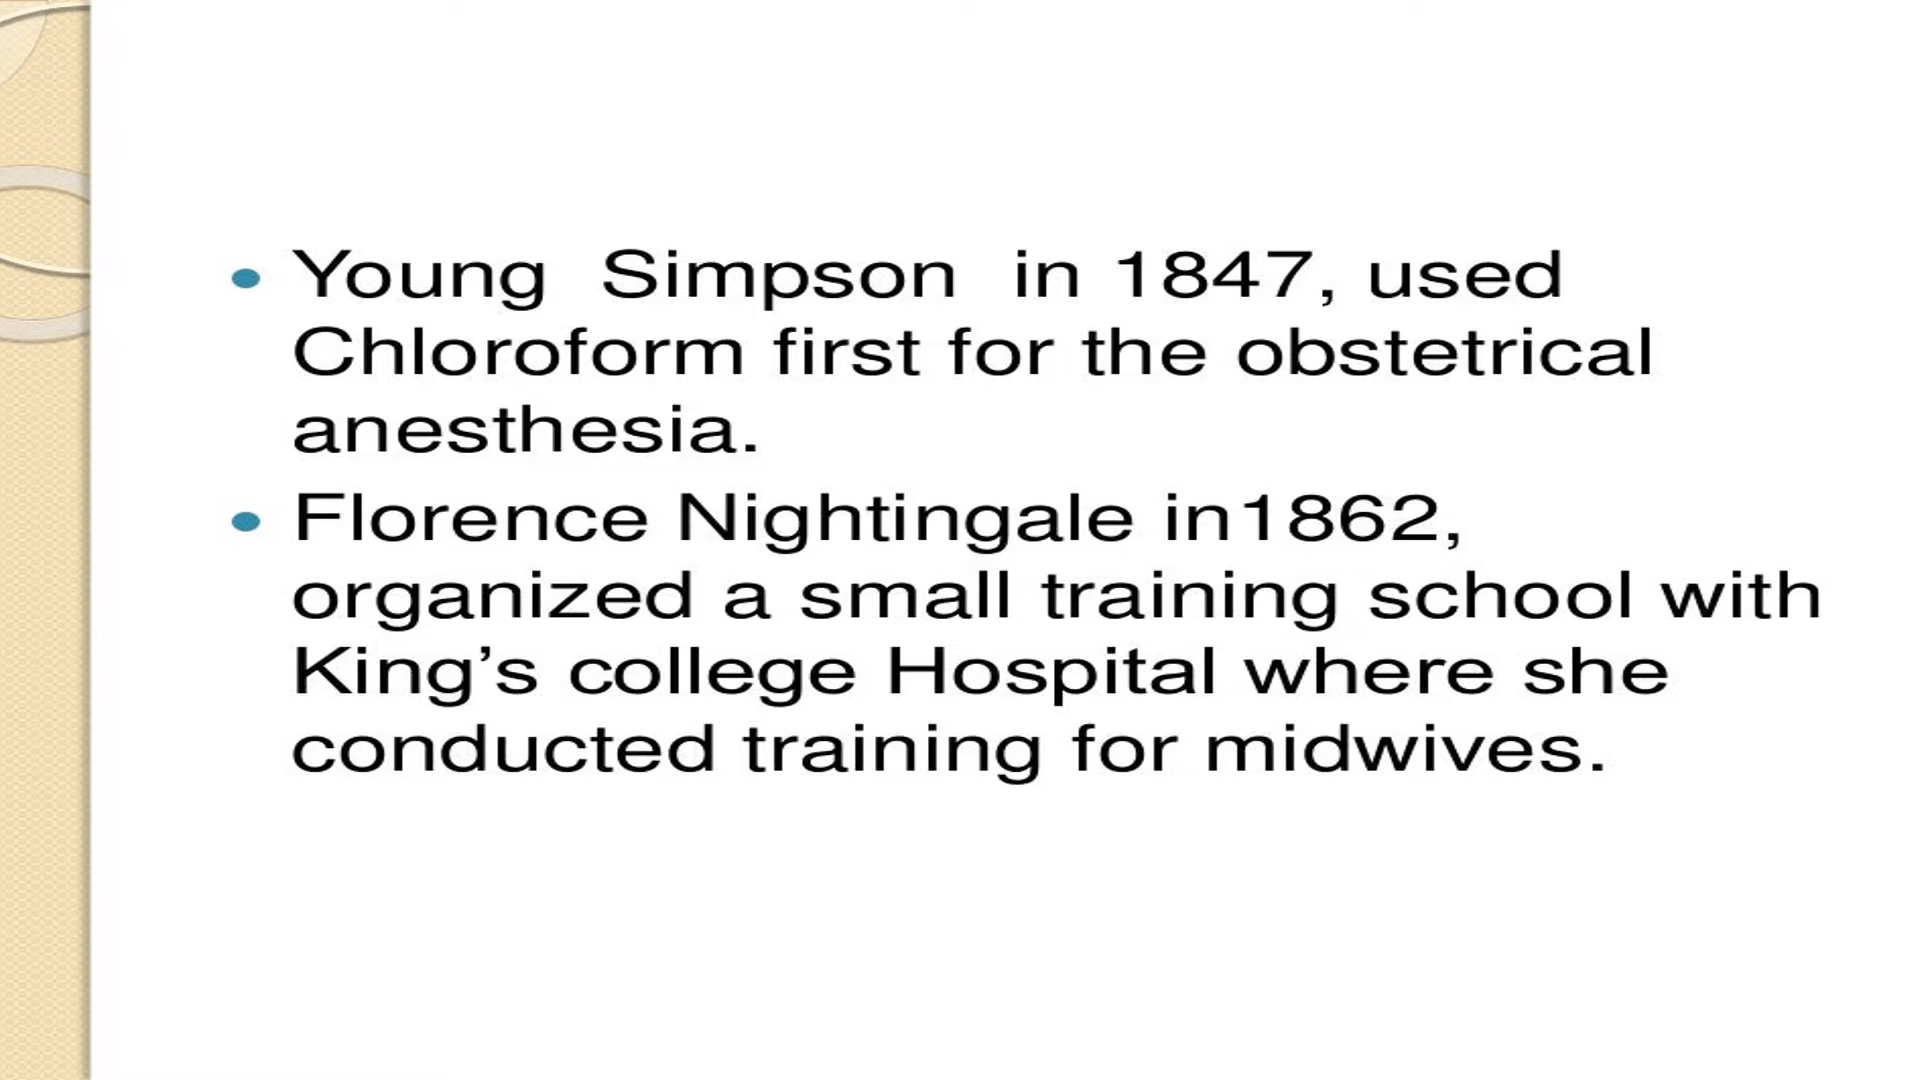 • Young Simpson in 1847, used
Chloroform first for the obstetrical
anesthesia.
• Florence Nightingale in1862,
organized a small training school with
King’s college Hospital where she
conducted training for midwives.